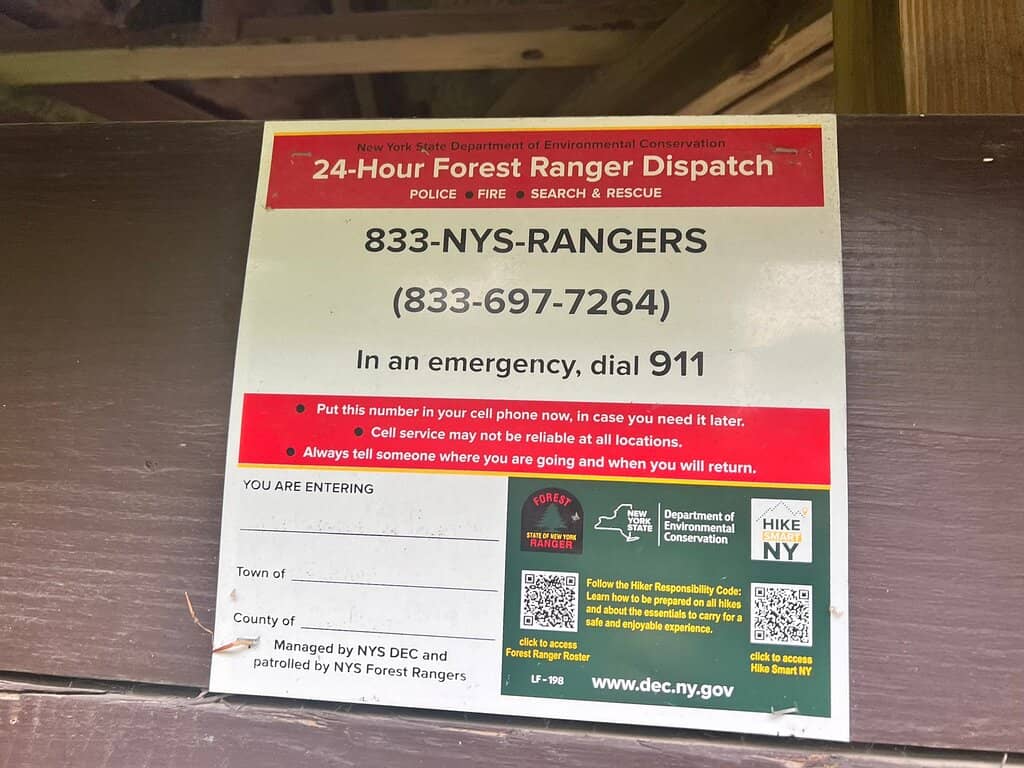 New York State Department of Environmental Conservation
24-Hour Forest Ranger Dispatch
POLICE • FIRE • SEARCH & RESCUE
833-NYS-RANGERS
(833-697-7264)
In an emergency, dial 911
• Put this number in your cell phone now, in case you need it later.
• Cell service may not be reliable at all locations.
• Always tell someone where you are going and when you will return.
YOU ARE ENTERING
Town of
County of
Managed by NYS DEC and
patrolled by NYS Forest Rangers
FOREST
STATE OF NEW YORK
RANGER
NEW
YORK
STATE
Department of
Environmental
Conservation
HIKE
SMART
NY
Follow the Hiker Responsibility Code:
Learn how to be prepared on all hikes
and about the essentials to carry for a
safe and enjoyable experience.
click to access
Forest Ranger Roster
click to access
Hike Smart NY
LF - 198
www.dec.ny.gov